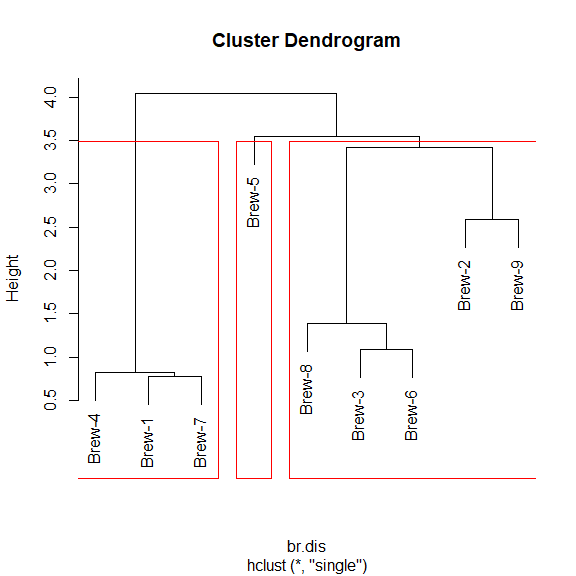 Cluster Dendrogram
Height
4.0
3.5
3.0
2.5
2.0
1.5
1.0
0.5
Brew-4
Brew-1
Brew-7
Brew-5
Brew-8
Brew-3
Brew-6
Brew-2
Brew-9
br.dis
hclust (*, "single")